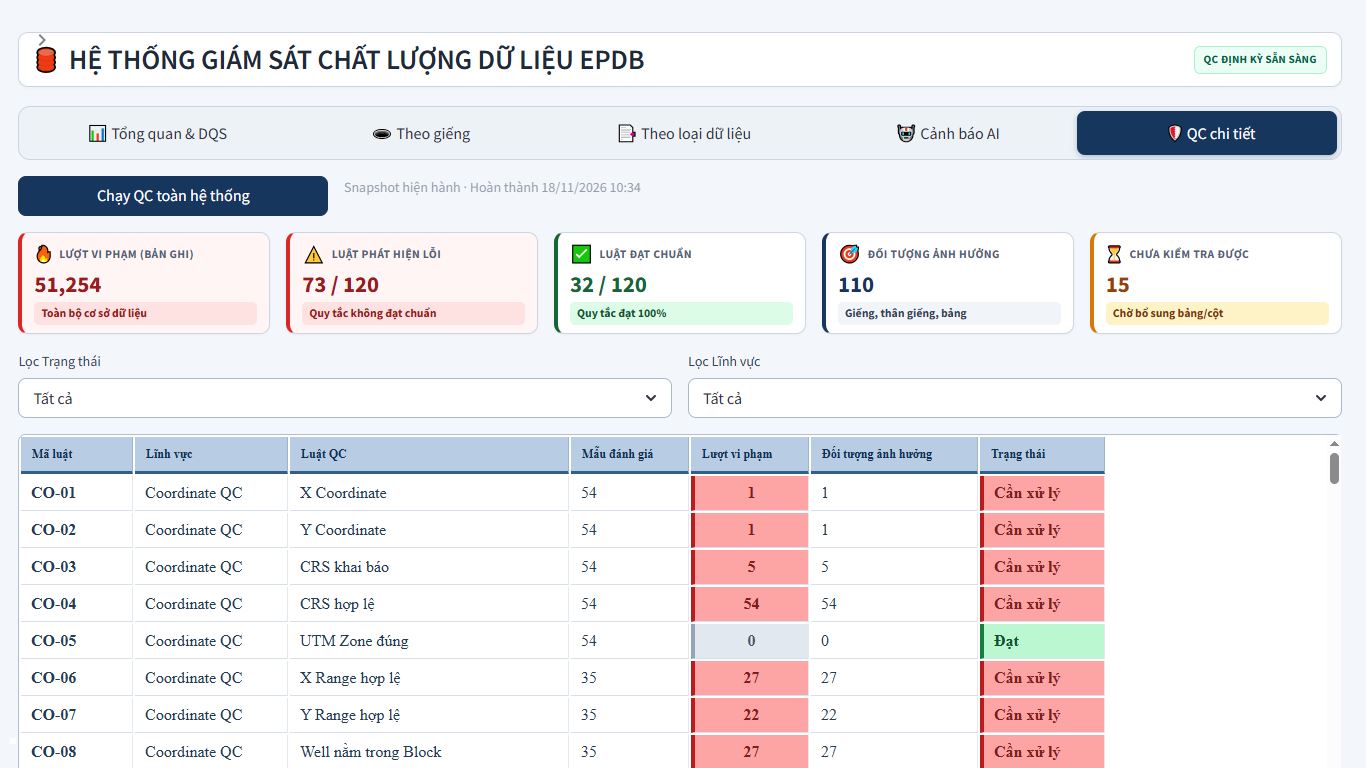 HỆ THỐNG GIÁM SÁT CHẤT LƯỢNG DỮ LIỆU EPDB
QC ĐỊNH KỲ SẴN SÀNG
Tổng quan & DQS
Theo giếng
Theo loại dữ liệu
Cảnh báo AI
QC chi tiết
Chạy QC toàn hệ thống
Snapshot hiện hành · Hoàn thành 18/11/2026 10:34
LƯỢT VI PHẠM (BẢN GHI)
51,254
Toàn bộ cơ sở dữ liệu
LUẬT PHÁT HIỆN LỖI
73 / 120
Quy tắc không đạt chuẩn
LUẬT ĐẠT CHUẨN
32 / 120
Quy tắc đạt 100%
ĐỐI TƯỢNG ẢNH HƯỞNG
110
Giếng, thân giếng, bảng
CHƯA KIỂM TRA ĐƯỢC
15
Chờ bổ sung bảng/cột
Lọc Trạng thái
Tất cả
Lọc Lĩnh vực
Tất cả
Mã luật Lĩnh vực Luật QC Mẫu đánh giá Lượt vi phạm Đối tượng ảnh hưởng Trạng thái
CO-01 Coordinate QC X Coordinate 54 1 1 Cần xử lý
CO-02 Coordinate QC Y Coordinate 54 1 1 Cần xử lý
CO-03 Coordinate QC CRS khai báo 54 5 5 Cần xử lý
CO-04 Coordinate QC CRS hợp lệ 54 54 54 Cần xử lý
CO-05 Coordinate QC UTM Zone đúng 54 0 0 Đạt
CO-06 Coordinate QC X Range hợp lệ 35 27 27 Cần xử lý
CO-07 Coordinate QC Y Range hợp lệ 35 22 22 Cần xử lý
CO-08 Coordinate QC Well nằm trong Block 35 27 27 Cần xử lý